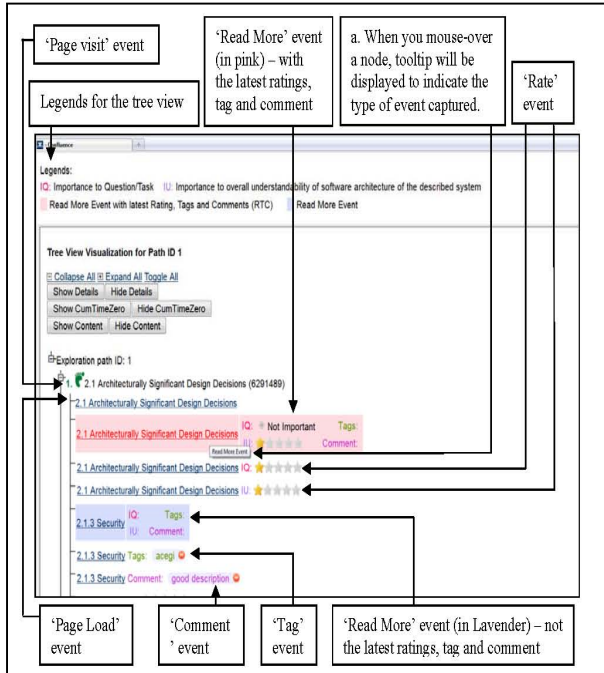 ‘Page visit’ event
‘Read More’ event
(in pink) – with
the latest ratings,
tag and comment
a. When you mouse-over
a node, tooltip will be
displayed to indicate the
type of event captured.
‘Rate’
event
Legends for the tree view
Legends:
IQ: Importance to Question/Task IU: Importance to overall understandability of software architecture of the described system
Read More Event with latest Rating, Tags and Comments (RTC) Read More Event
Tree View Visualization for Path ID 1
Collapse All Expand All Toggle All
Show Details Hide Details
Show CumTimeZero Hide CumTimeZero
Show Content Hide Content
Exploration path ID: 1
1. 2.1 Architecturally Significant Design Decisions (6291489)
2.1 Architecturally Significant Design Decisions
2.1 Architecturally Significant Design Decisions IQ: Not Important Tags:
IU: Comment:
Read More Event
2.1 Architecturally Significant Design Decisions IQ:
2.1 Architecturally Significant Design Decisions IU:
2.1.3 Security IQ: Tags:
IU: Comment:
2.1.3 Security Tags: acegi
2.1.3 Security Comment: good description
‘Page Load’
event
‘Comment
’ event
‘Tag’
event
‘Read More’ event (in Lavender) – not
the latest ratings, tag and comment